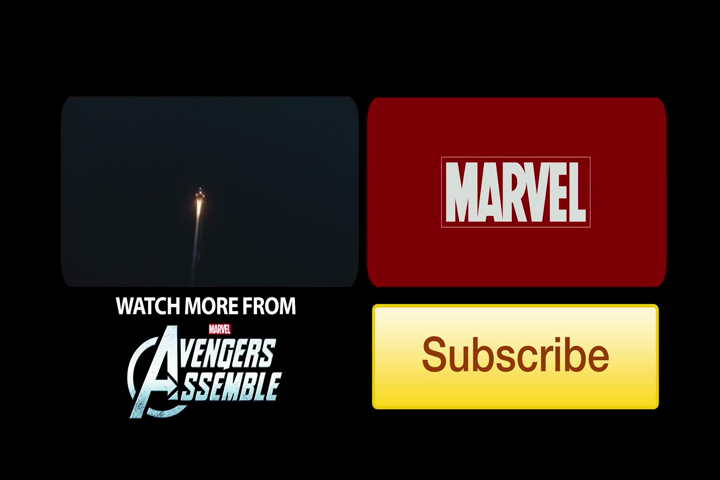 MARVEL
WATCH MORE FROM
MARVEL
AVENGERS
ASSEMBLE
Subscribe